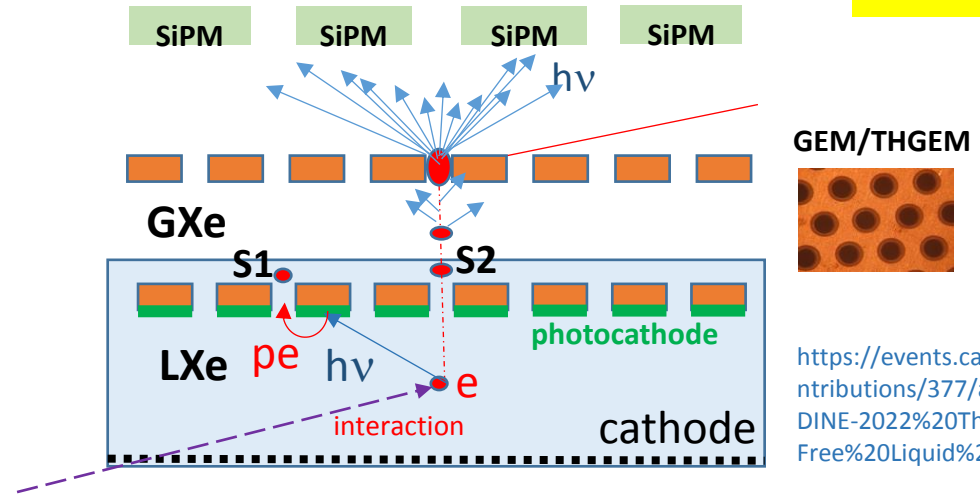 SiPM SiPM SiPM SiPM
hν
GEM/THGEM
GXe
S1 S2
photocathode
LXe pe hν e
interaction
cathode
https://events.ca
ntributions/377/a
DINE-2022%20Th
Free%20Liquid%2